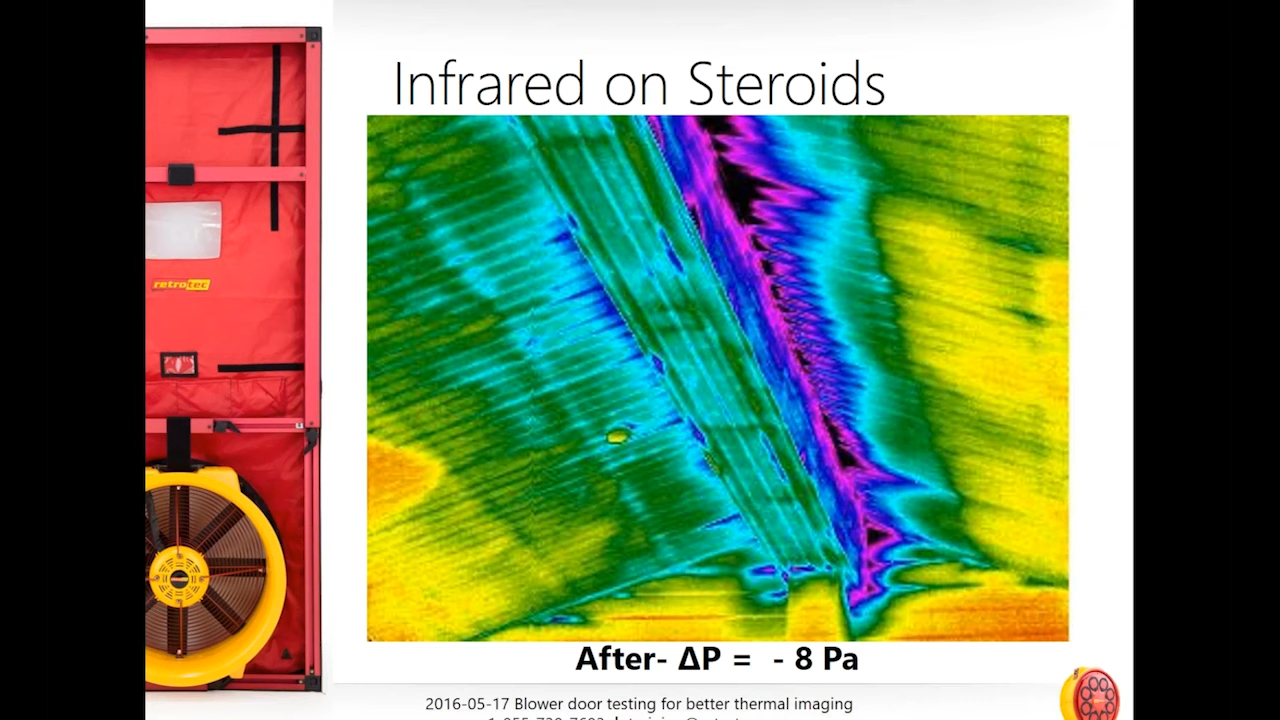 Infrared on Steroids
retrotec
After- ΔP = - 8 Pa
2016-05-17 Blower door testing for better thermal imaging